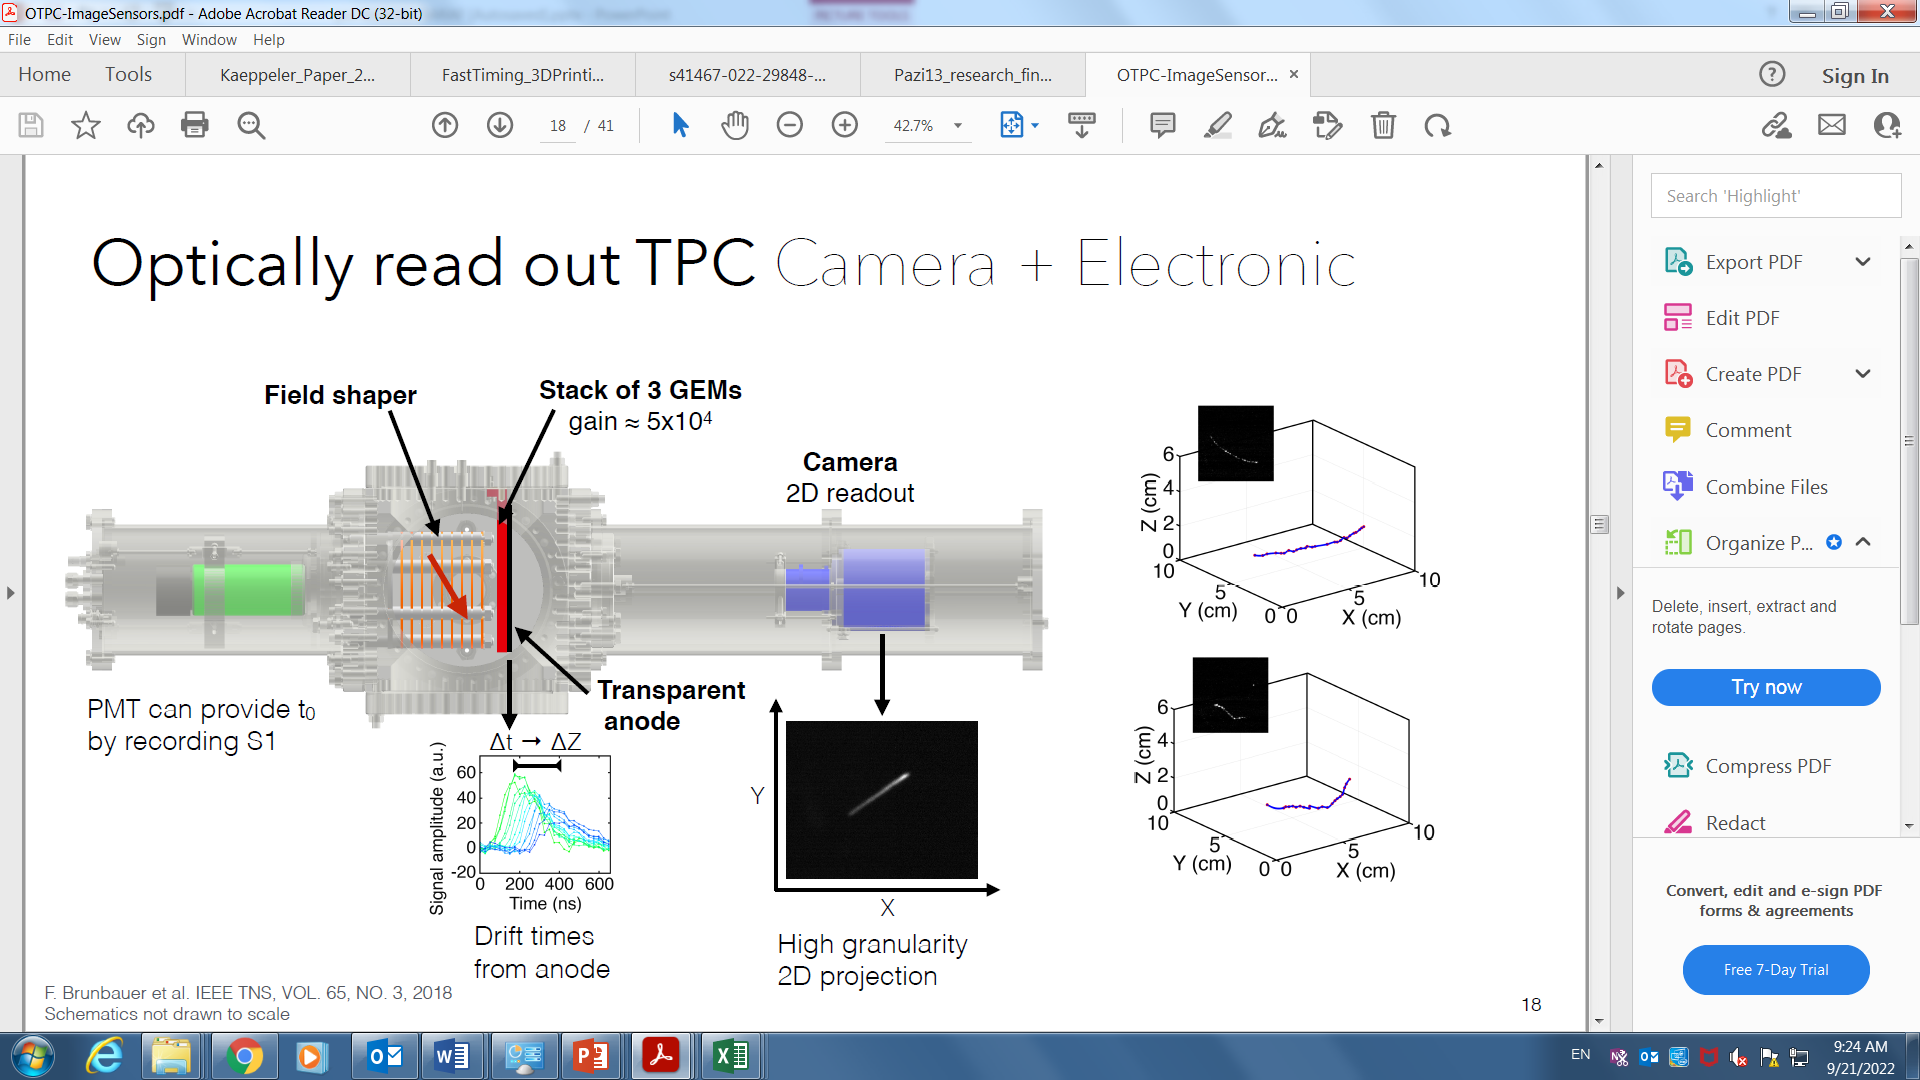 OTPC-ImageSensors.pdf - Adobe Acrobat Reader DC (32-bit)
File Edit View Sign Window Help
Home Tools Kaeppeler_Paper_2... FastTiming_3DPrinti... s41467-022-29848-... Pazi13_research_fin... OTPC-ImageSensor... × Sign In
18 / 41 42.7%
Optically read out TPC Camera + Electronic
Field shaper
Stack of 3 GEMs
gain ≈ 5x10⁴
Camera
2D readout
Transparent
anode
PMT can provide t₀
by recording S1
Δt → ΔZ
Signal amplitude (a.u.)
60
40
20
0
-20
0 200 400 600
Time (ns)
Drift times
from anode
Y
X
High granularity
2D projection
Z (cm)
6
4
2
0
10
5
0 0
5
10
Y (cm)
X (cm)
Z (cm)
6
4
2
0
10
5
0 0
5
10
Y (cm)
X (cm)
F. Brunbauer et al. IEEE TNS, VOL. 65, NO. 3, 2018
Schematics not drawn to scale
18
Search 'Highlight'
Export PDF
Edit PDF
Create PDF
Comment
Combine Files
Organize P...
Delete, insert, extract and
rotate pages.
Try now
Compress PDF
Redact
Convert, edit and e-sign PDF
forms & agreements
Free 7-Day Trial
EN
9:24 AM
9/21/2022